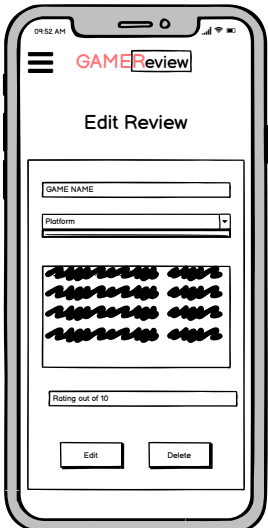 09:52 AM
GAMEReview
Edit Review
GAME NAME
Platform
Rating out of 10
Edit
Delete